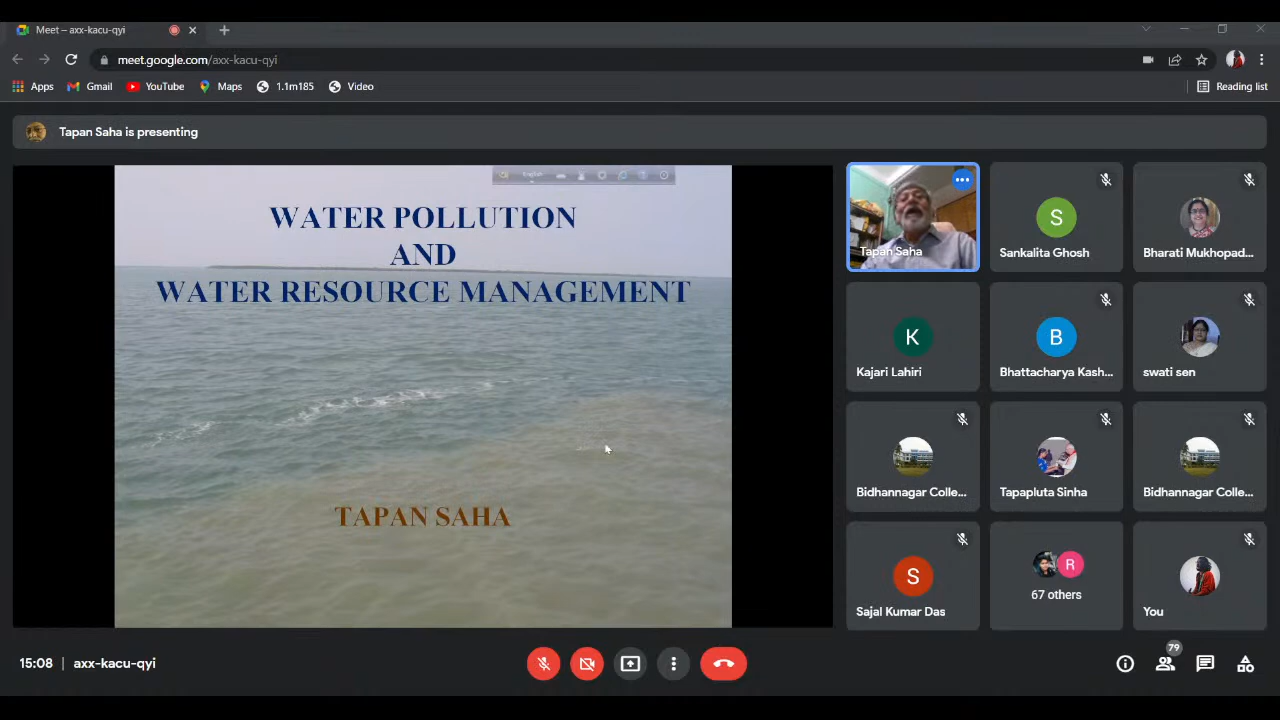 Meet – axx-kacu-qyi
meet.google.com/axx-kacu-qyi
Apps
Gmail
YouTube
Maps
1.1m185
Video
Reading list
Tapan Saha is presenting
English
WATER POLLUTION
AND
WATER RESOURCE MANAGEMENT
TAPAN SAHA
Tapan Saha
S
Sankalita Ghosh
Bharati Mukhopad...
K
Kajari Lahiri
B
Bhattacharya Kash...
swati sen
Bidhannagar Colle...
Tapapluta Sinha
Bidhannagar Colle...
S
Sajal Kumar Das
R
67 others
You
15:08 | axx-kacu-qyi
79